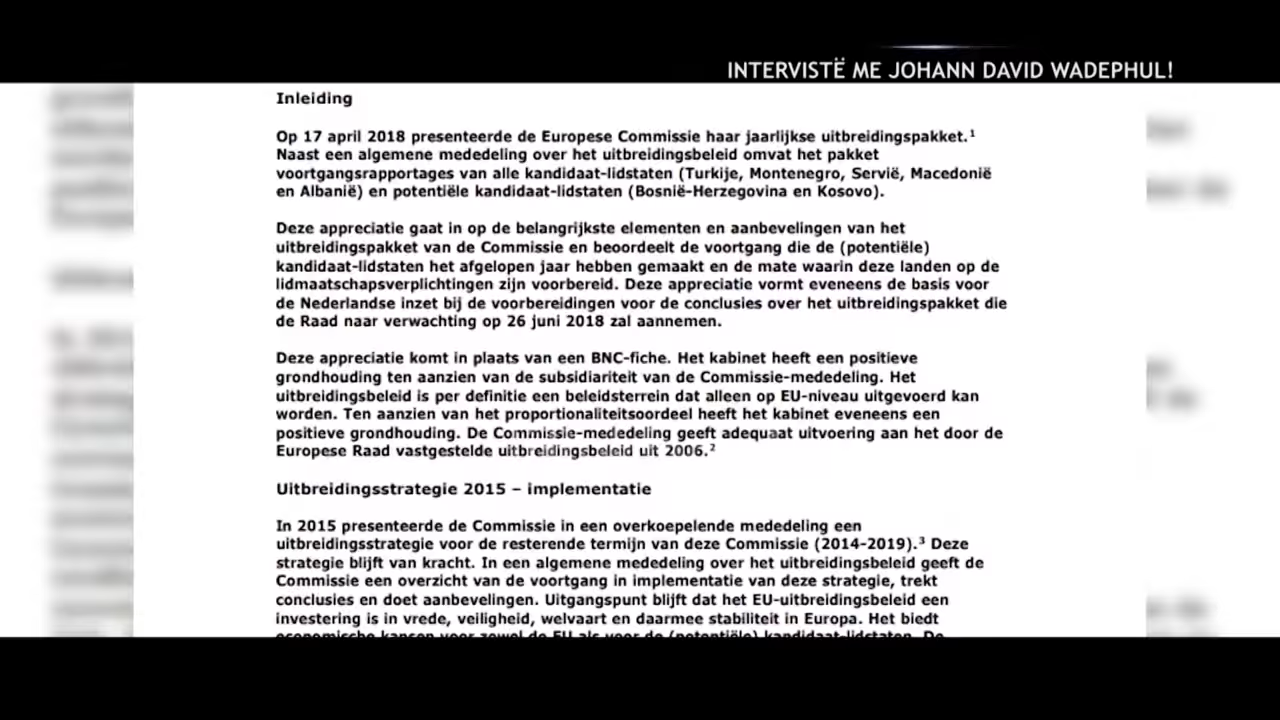 INTERVISTË ME JOHANN DAVID WADEPHUL!
Inleiding
Op 17 april 2018 presenteerde de Europese Commissie haar jaarlijkse uitbreidingspakket.¹
Naast een algemene mededeling over het uitbreidingsbeleid omvat het pakket
voortgangsrapportages van alle kandidaat-lidstaten (Turkije, Montenegro, Servië, Macedonië
en Albanië) en potentiële kandidaat-lidstaten (Bosnië-Herzegovina en Kosovo).
Deze appreciatie gaat in op de belangrijkste elementen en aanbevelingen van het
uitbreidingspakket van de Commissie en beoordeelt de voortgang die de (potentiële)
kandidaat-lidstaten het afgelopen jaar hebben gemaakt en de mate waarin deze landen op de
lidmaatschapsverplichtingen zijn voorbereid. Deze appreciatie vormt eveneens de basis voor
de Nederlandse inzet bij de voorbereidingen voor de conclusies over het uitbreidingspakket die
de Raad naar verwachting op 26 juni 2018 zal aannemen.
Deze appreciatie komt in plaats van een BNC-fiche. Het kabinet heeft een positieve
grondhouding ten aanzien van de subsidiariteit van de Commissie-mededeling. Het
uitbreidingsbeleid is per definitie een beleidsterrein dat alleen op EU-niveau uitgevoerd kan
worden. Ten aanzien van het proportionaliteitsoordeel heeft het kabinet eveneens een
positieve grondhouding. De Commissie-mededeling geeft adequaat uitvoering aan het door de
Europese Raad vastgestelde uitbreidingsbeleid uit 2006.²
Uitbreidingsstrategie 2015 – implementatie
In 2015 presenteerde de Commissie in een overkoepelende mededeling een
uitbreidingsstrategie voor de resterende termijn van deze Commissie (2014-2019).³ Deze
strategie blijft van kracht. In een algemene mededeling over het uitbreidingsbeleid geeft de
Commissie een overzicht van de voortgang in implementatie van deze strategie, trekt
conclusies en doet aanbevelingen. Uitgangspunt blijft dat het EU-uitbreidingsbeleid een
investering is in vrede, veiligheid, welvaart en daarmee stabiliteit in Europa. Het biedt
economische kansen voor zowel de EU als voor de (potentiële) kandidaat-lidstaten. De